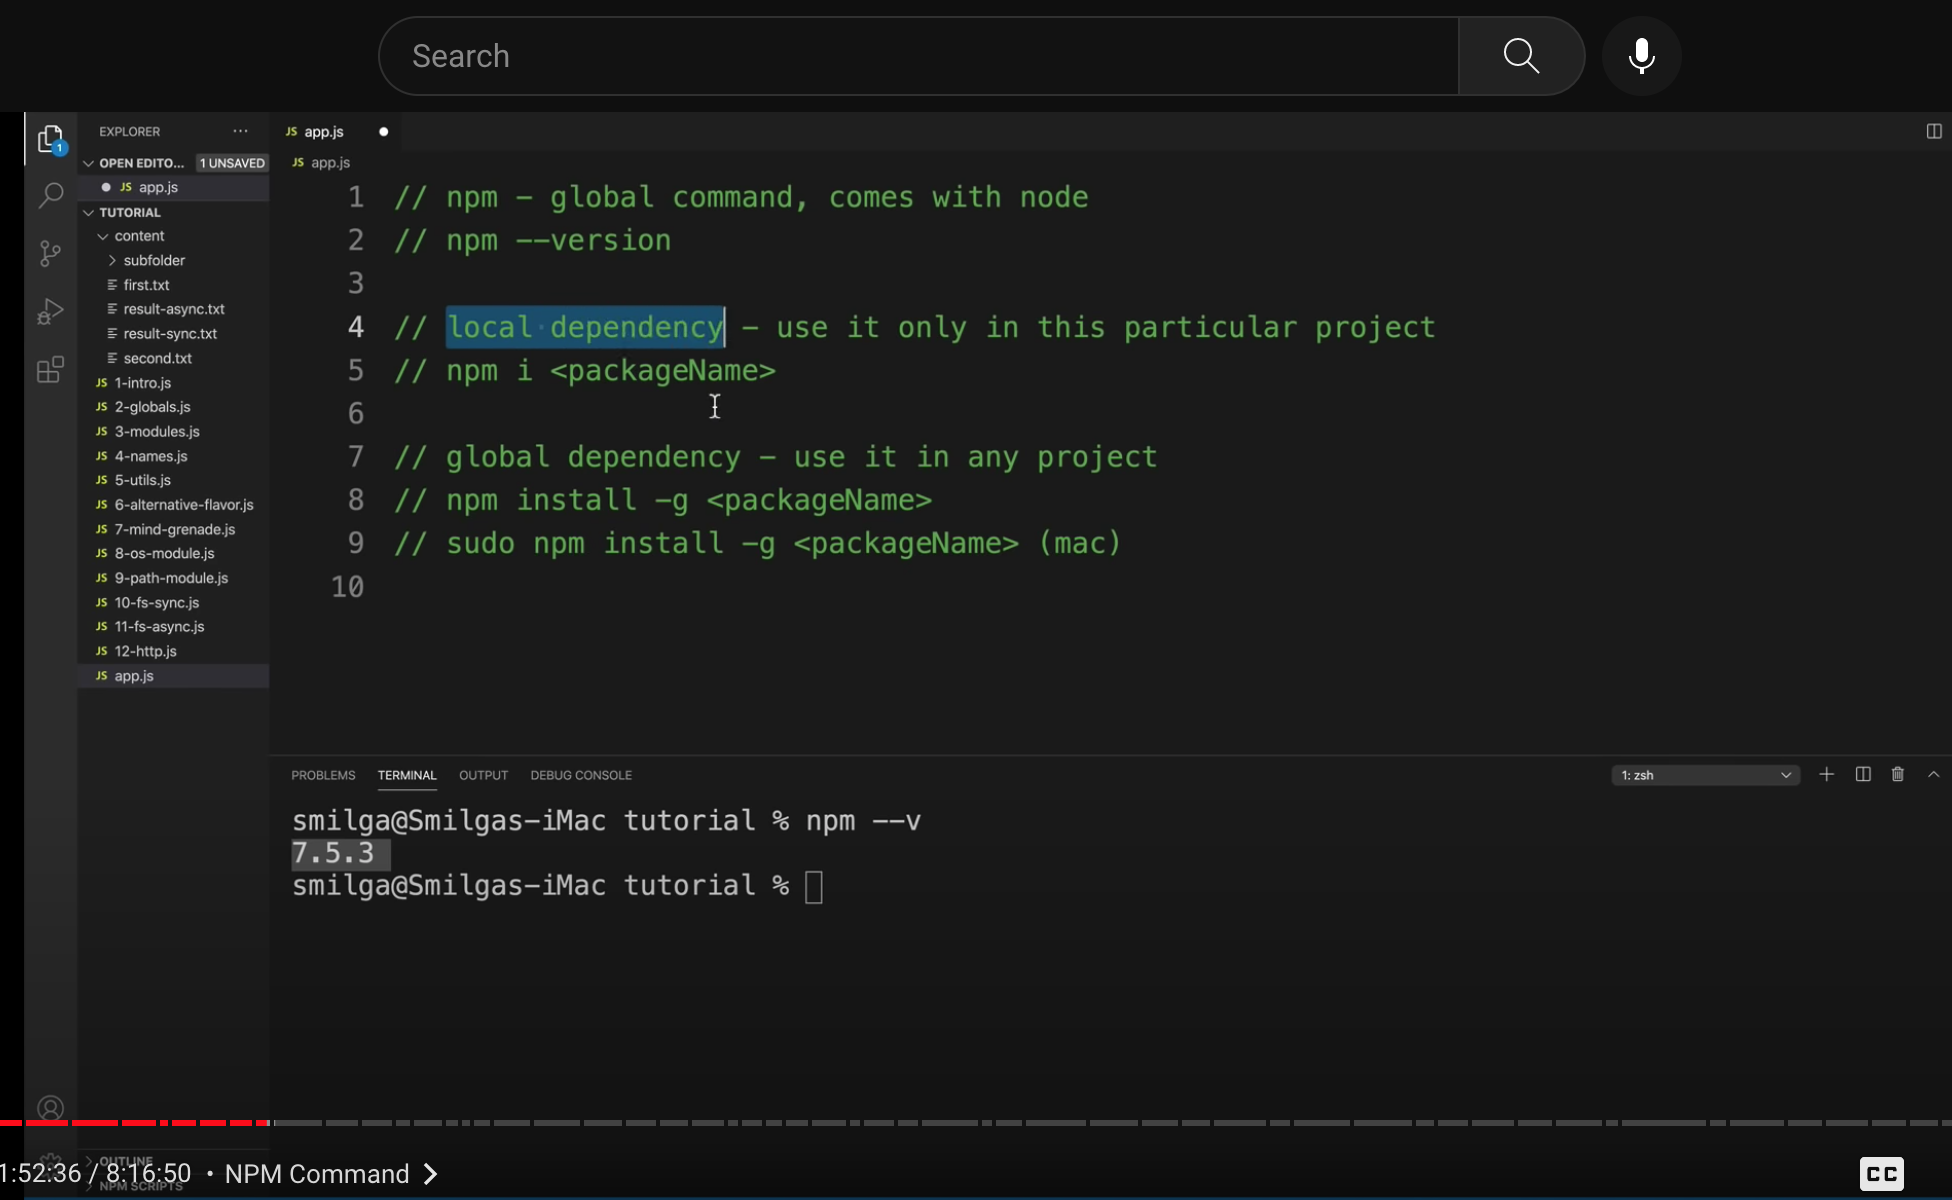 Search
EXPLORER
OPEN EDITO... 1 UNSAVED
JS app.js
TUTORIAL
content
subfolder
first.txt
result-async.txt
result-sync.txt
second.txt
JS 1-intro.js
JS 2-globals.js
JS 3-modules.js
JS 4-names.js
JS 5-utils.js
JS 6-alternative-flavor.js
JS 7-mind-grenade.js
JS 8-os-module.js
JS 9-path-module.js
JS 10-fs-sync.js
JS 11-fs-async.js
JS 12-http.js
JS app.js
1
JS app.js
JS app.js
1 // npm - global command, comes with node
2 // npm --version
3
4 // local dependency - use it only in this particular project
5 // npm i <packageName>
6
7 // global dependency - use it in any project
8 // npm install -g <packageName>
9 // sudo npm install -g <packageName> (mac)
10
PROBLEMS TERMINAL OUTPUT DEBUG CONSOLE 1: zsh
smilga@Smilgas-iMac tutorial % npm --v
7.5.3
smilga@Smilgas-iMac tutorial %
OUTLINE
1:52:36 / 8:16:50 • NPM Command CC
NPM SCRIPTS